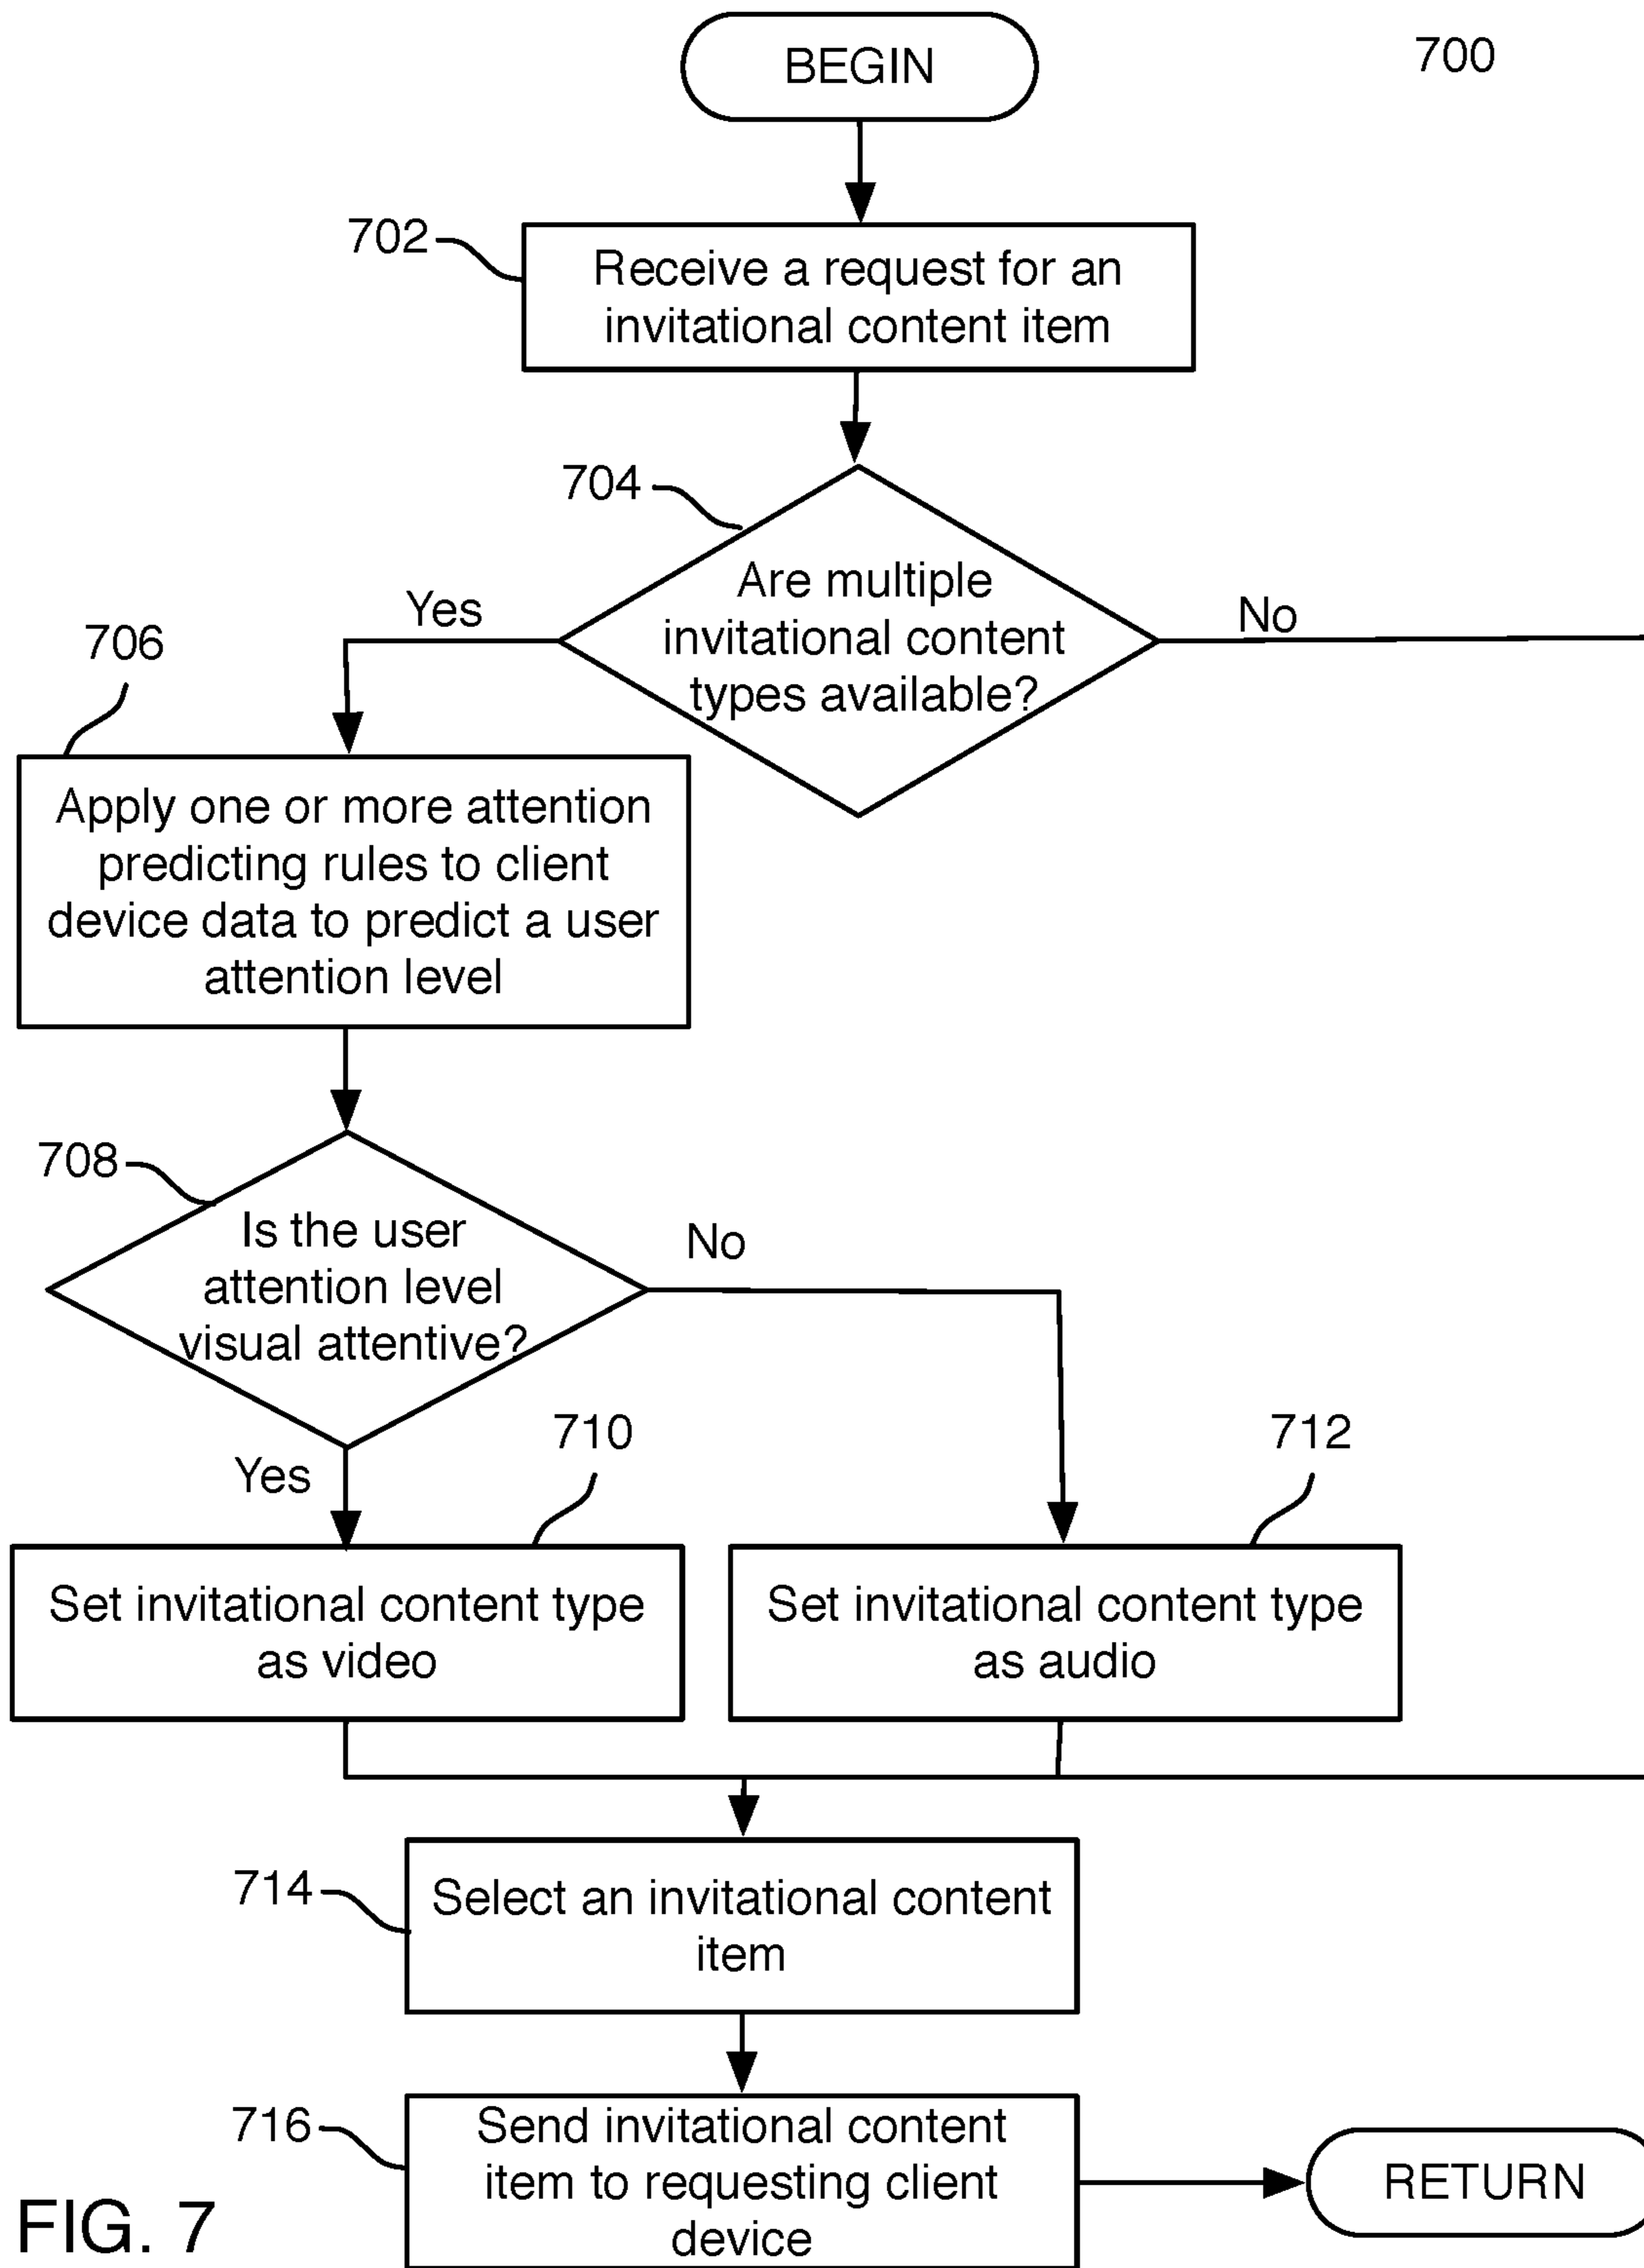 BEGIN
700
702
Receive a request for an
invitational content item
704
Are multiple
invitational content
types available?
Yes
No
706
Apply one or more attention
predicting rules to client
device data to predict a user
attention level
708
Is the user
attention level
visual attentive?
No
Yes
710
712
Set invitational content type
as video
Set invitational content type
as audio
714
Select an invitational content
item
716
Send invitational content
item to requesting client
device
RETURN
FIG. 7